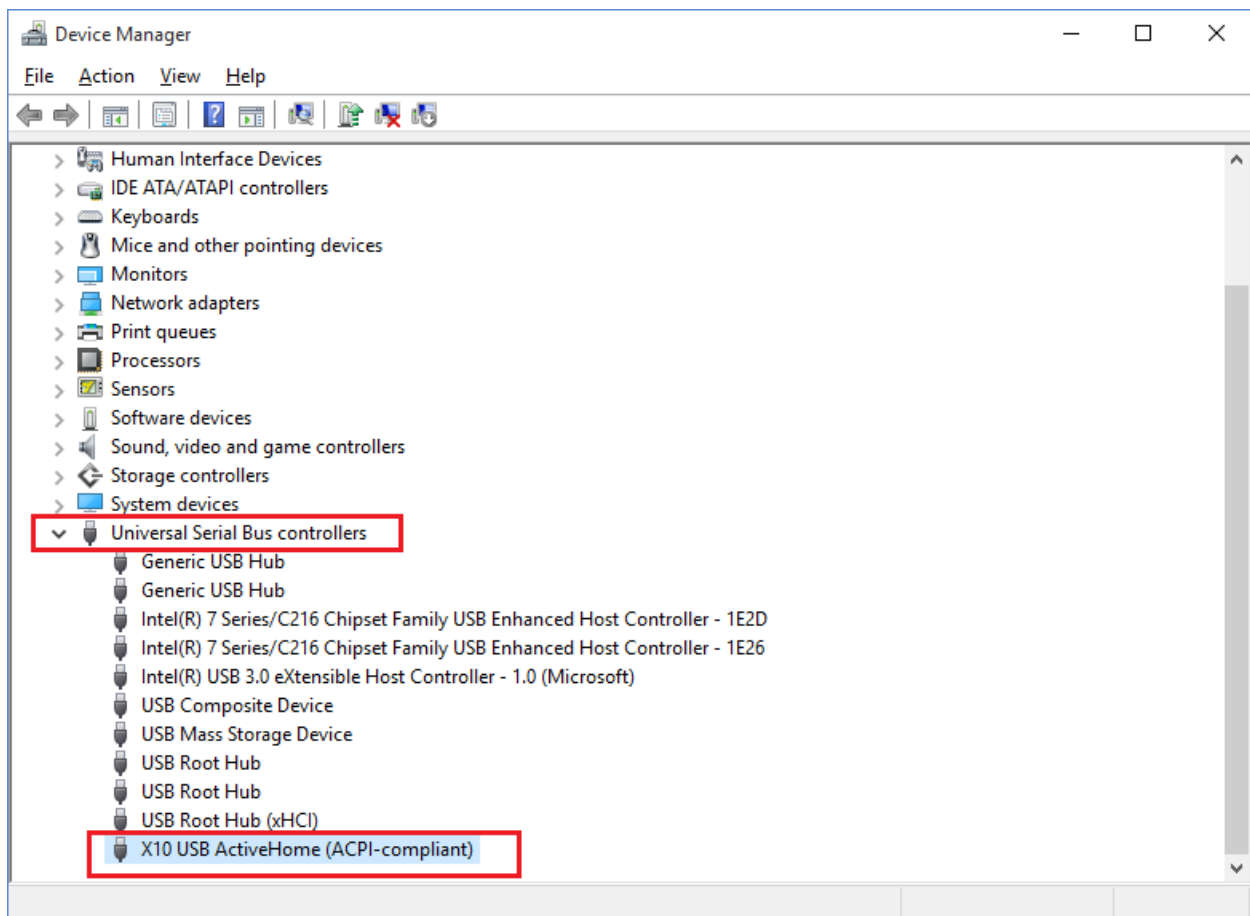 Device Manager
File Action View Help
Human Interface Devices
IDE ATA/ATAPI controllers
Keyboards
Mice and other pointing devices
Monitors
Network adapters
Print queues
Processors
Sensors
Software devices
Sound, video and game controllers
Storage controllers
System devices
Universal Serial Bus controllers
Generic USB Hub
Generic USB Hub
Intel(R) 7 Series/C216 Chipset Family USB Enhanced Host Controller - 1E2D
Intel(R) 7 Series/C216 Chipset Family USB Enhanced Host Controller - 1E26
Intel(R) USB 3.0 eXtensible Host Controller - 1.0 (Microsoft)
USB Composite Device
USB Mass Storage Device
USB Root Hub
USB Root Hub
USB Root Hub (xHCI)
X10 USB ActiveHome (ACPI-compliant)